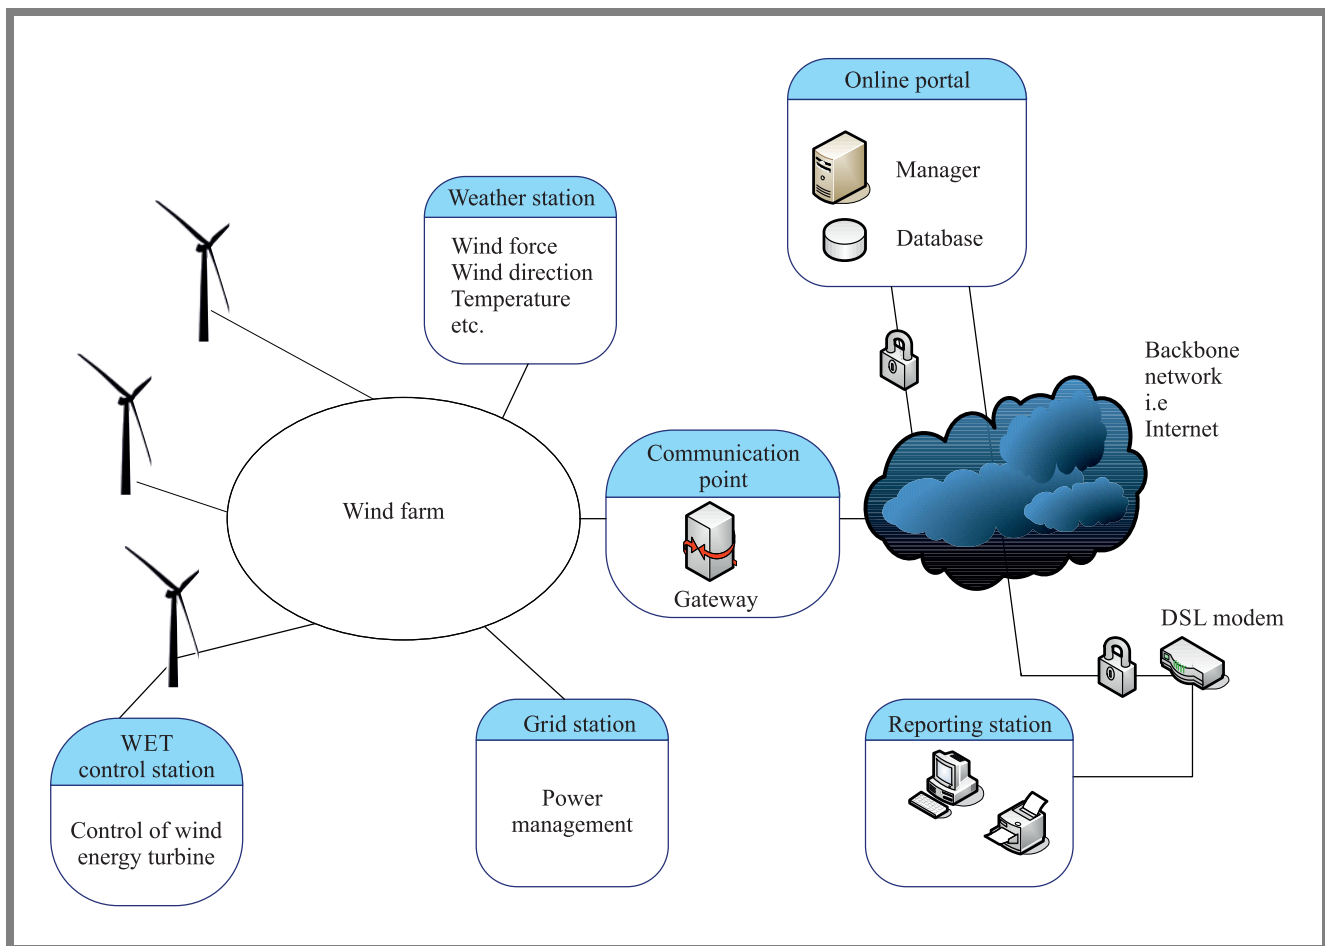 Online portal
Manager
Database
Weather station
Wind force
Wind direction
Temperature
etc.
Backbone
network
i.e
Internet
Communication
point
Gateway
Wind farm
DSL modem
WET
control station
Control of wind
energy turbine
Grid station
Power
management
Reporting station